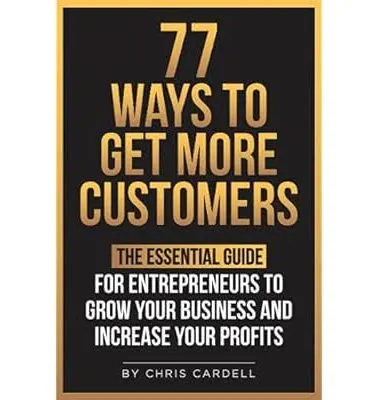 77
WAYS TO
GET MORE
CUSTOMERS
THE ESSENTIAL GUIDE
FOR ENTREPRENEURS TO
GROW YOUR BUSINESS AND
INCREASE YOUR PROFITS
BY CHRIS CARDELL